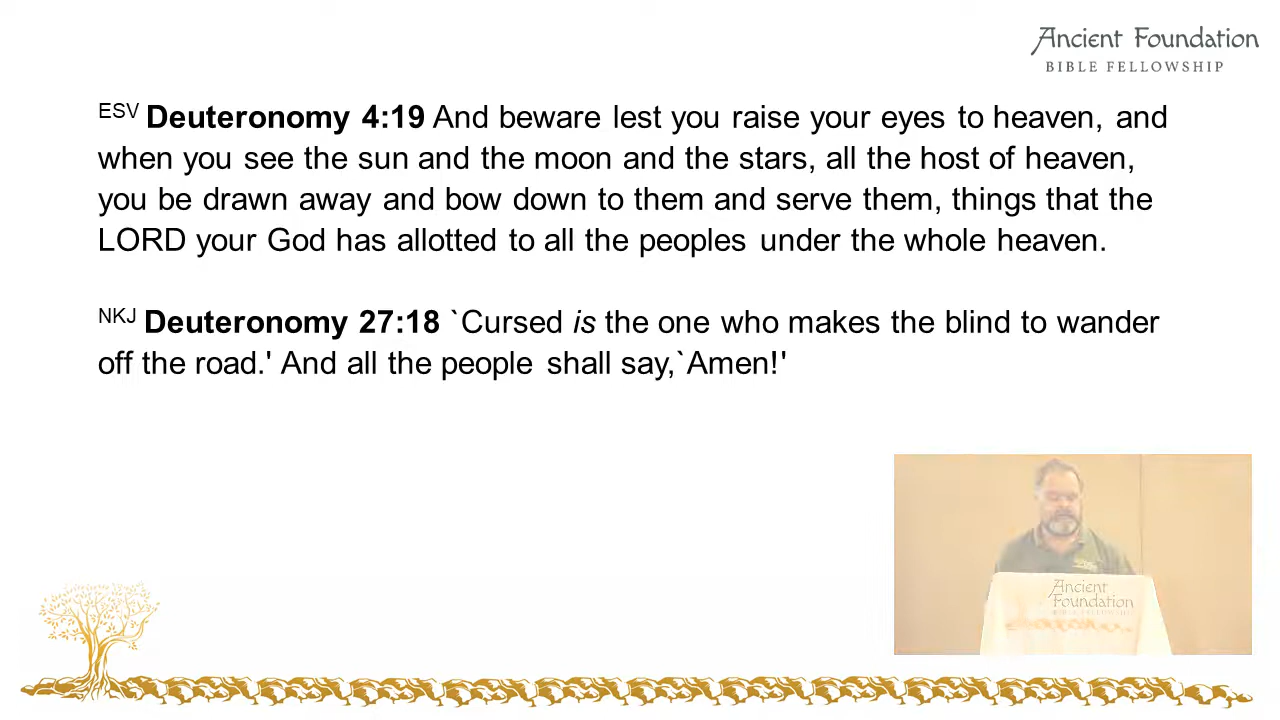 Ancient Foundation
BIBLE FELLOWSHIP
ESV Deuteronomy 4:19 And beware lest you raise your eyes to heaven, and
when you see the sun and the moon and the stars, all the host of heaven,
you be drawn away and bow down to them and serve them, things that the
LORD your God has allotted to all the peoples under the whole heaven.
NKJ Deuteronomy 27:18 `Cursed is the one who makes the blind to wander
off the road.' And all the people shall say,`Amen!'
Ancient
Foundation
BIBLE FELLOWSHIP